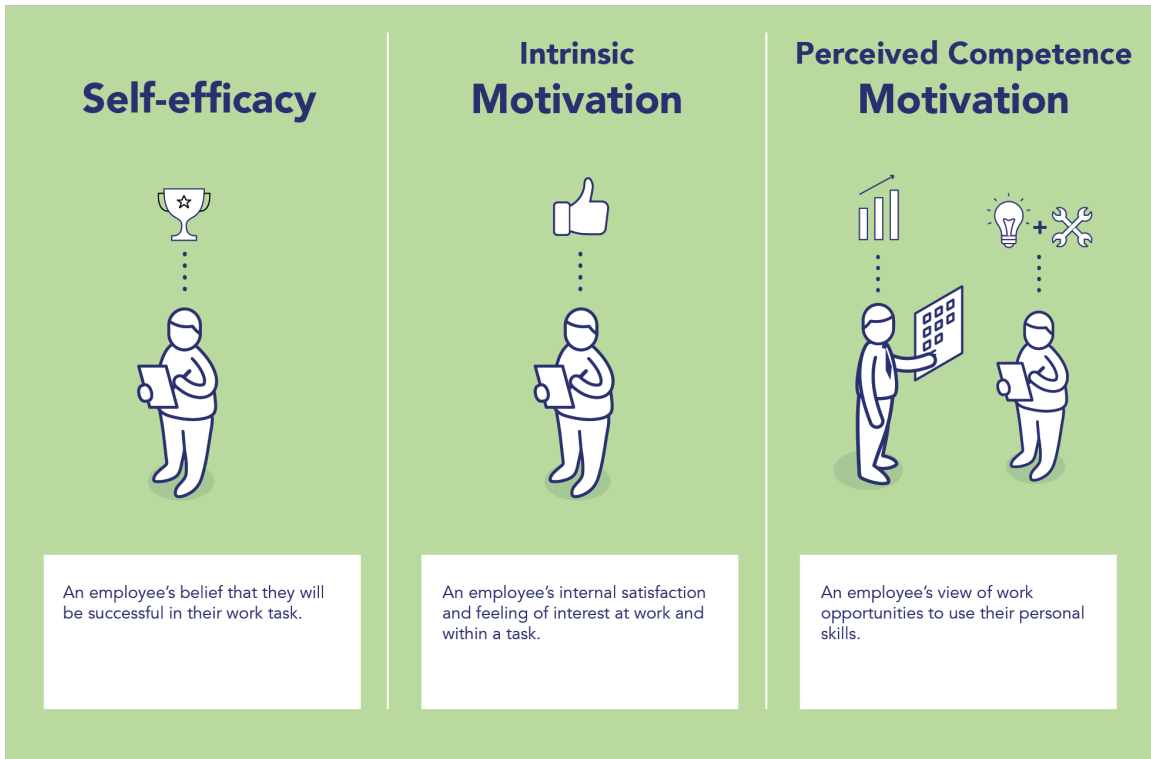 Self-efficacy
Intrinsic
Motivation
Perceived Competence
Motivation
+
An employee’s belief that they will
be successful in their work task.
An employee’s internal satisfaction
and feeling of interest at work and
within a task.
An employee’s view of work
opportunities to use their personal
skills.